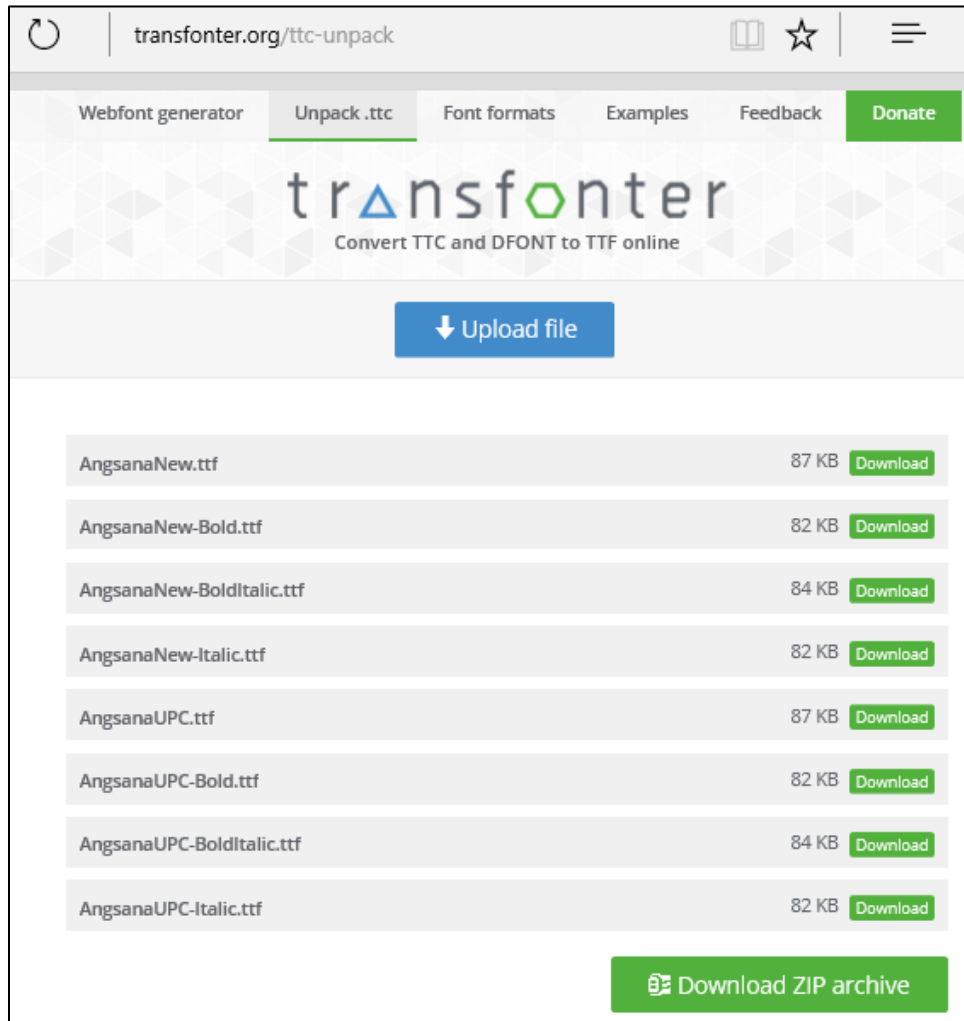 transfonter.org/ttc-unpack
Webfont generator Unpack .ttc Font formats Examples Feedback Donate
transfonter
Convert TTC and DFONT to TTF online
Upload file
AngsanaNew.ttf 87 KB Download
AngsanaNew-Bold.ttf 82 KB Download
AngsanaNew-BoldItalic.ttf 84 KB Download
AngsanaNew-Italic.ttf 82 KB Download
AngsanaUPC.ttf 87 KB Download
AngsanaUPC-Bold.ttf 82 KB Download
AngsanaUPC-BoldItalic.ttf 84 KB Download
AngsanaUPC-Italic.ttf 82 KB Download
Download ZIP archive